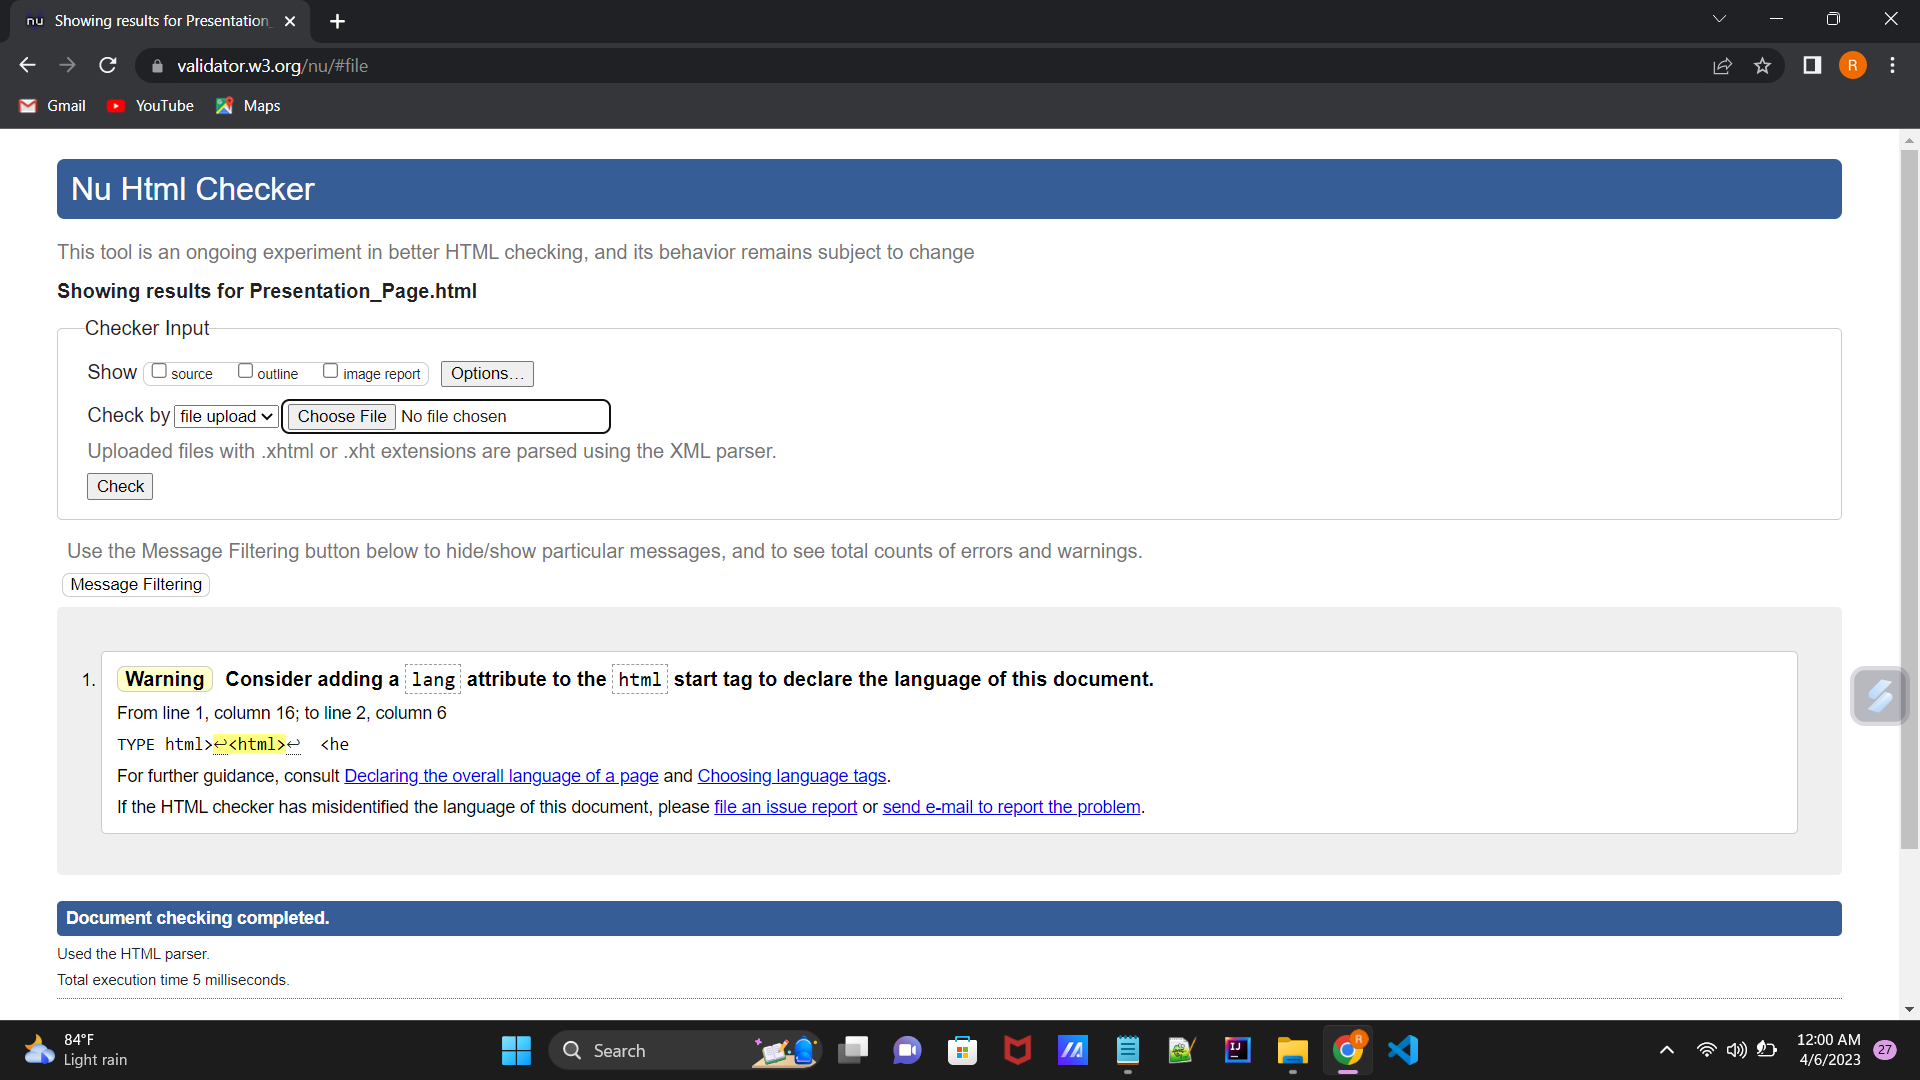 nu Showing results for Presentation_
validator.w3.org/nu/#file
R
Gmail YouTube Maps
Nu Html Checker
This tool is an ongoing experiment in better HTML checking, and its behavior remains subject to change
Showing results for Presentation_Page.html
Checker Input
Show source outline image report Options...
Check by file upload Choose File No file chosen
Uploaded files with .xhtml or .xht extensions are parsed using the XML parser.
Check
Use the Message Filtering button below to hide/show particular messages, and to see total counts of errors and warnings.
Message Filtering
1. Warning Consider adding a lang attribute to the html start tag to declare the language of this document.
From line 1, column 16; to line 2, column 6
TYPE html>↩<html>↩ <he
For further guidance, consult Declaring the overall language of a page and Choosing language tags.
If the HTML checker has misidentified the language of this document, please file an issue report or send e-mail to report the problem.
Document checking completed.
Used the HTML parser.
Total execution time 5 milliseconds.
84°F
Light rain
Search
IJ
R
12:00 AM
4/6/2023
27